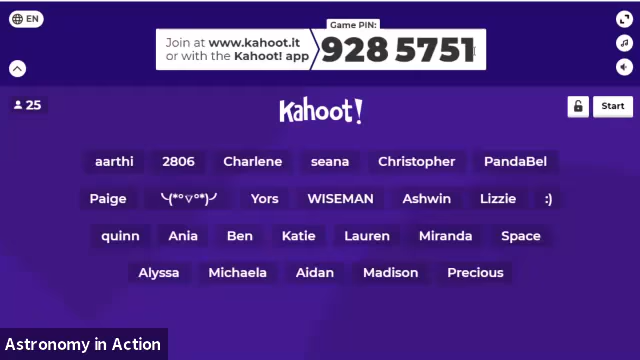 EN
Game PIN:
Join at www.kahoot.it
or with the Kahoot! app
928 5751
25
Kahoot!
Start
aarthi 2806 Charlene seana Christopher PandaBel
Paige ╰(*°▽°*)╯ Yors WISEMAN Ashwin Lizzie :)
quinn Ania Ben Katie Lauren Miranda Space
Alyssa Michaela Aidan Madison Precious
Astronomy in Action